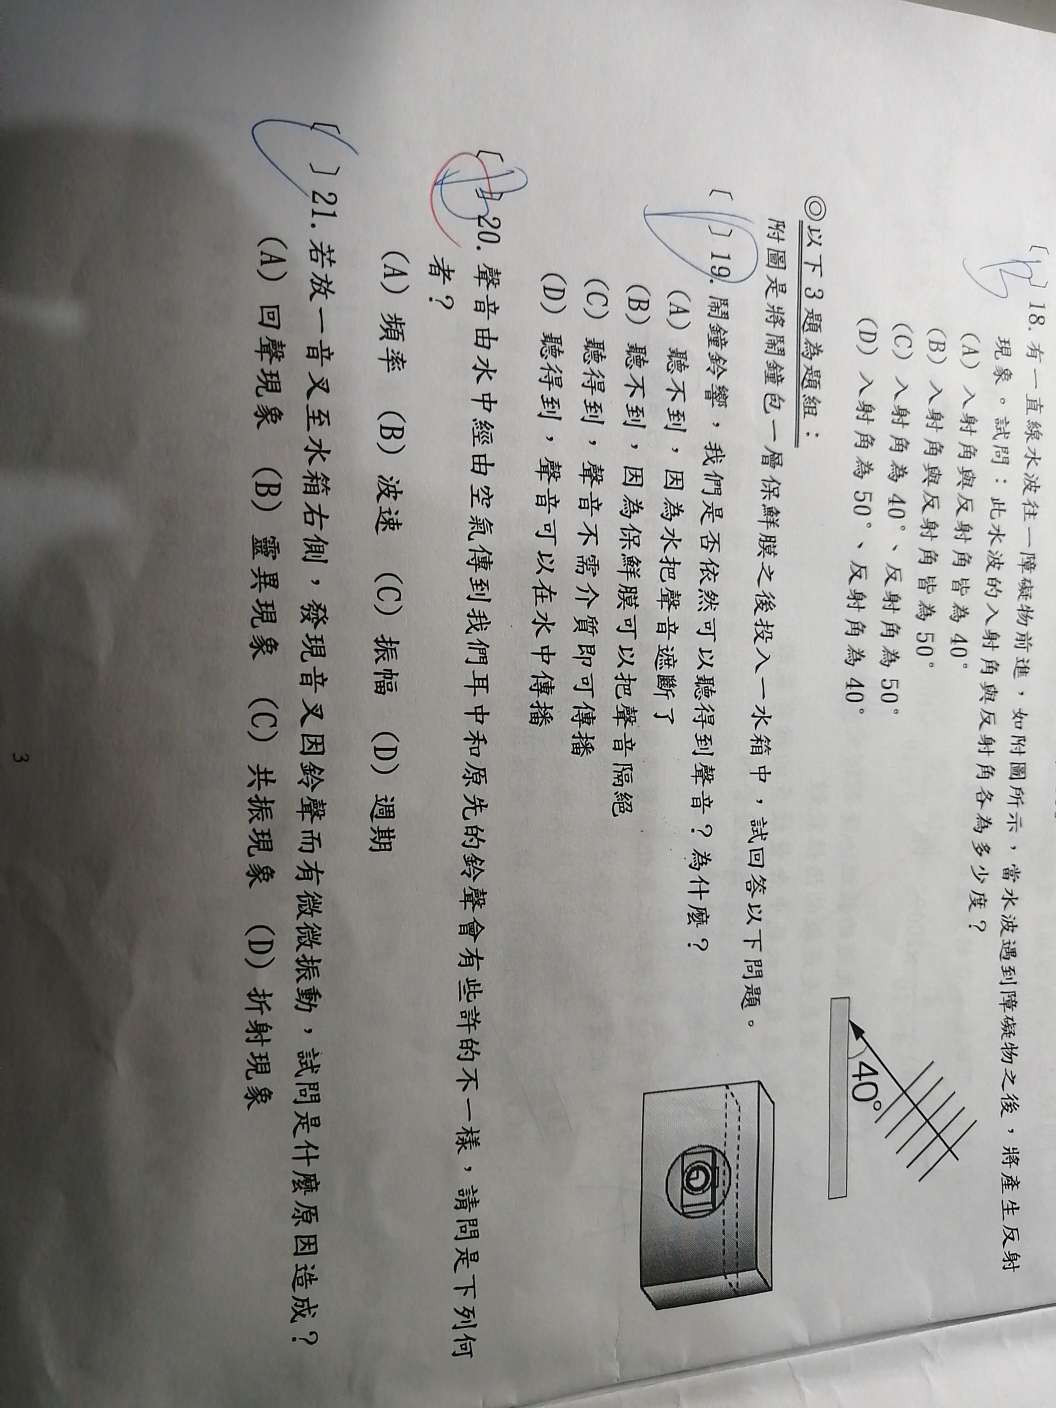 〔B〕18. 有一直線水波往一障礙物前進，如附圖所示，當水波遇到障礙物之後，將產生反射
現象。試問：此水波的入射角與反射角各為多少度？
(A) 入射角與反射角皆為 40°
(B) 入射角與反射角皆為 50°
(C) 入射角為 40°、反射角為 50°
(D) 入射角為 50°、反射角為 40°
40°
◎以下 3 題為題組：
附圖是將鬧鐘包一層保鮮膜之後投入一水箱中，試回答以下問題。
〔D〕19. 鬧鐘鈴響，我們是否依然可以聽得到聲音？為什麼？
(A) 聽不到，因為水把聲音遮斷了
(B) 聽不到，因為保鮮膜可以把聲音隔絕
(C) 聽得到，聲音不需介質即可傳播
(D) 聽得到，聲音可以在水中傳播
〔 〕20. 聲音由水中經由空氣傳到我們耳中和原先的鈴聲會有些許的不一樣，請問是下列何
者？
(A) 頻率 (B) 波速 (C) 振幅 (D) 週期
〔C〕21. 若放一音叉至水箱右側，發現音叉因鈴聲而有微微振動，試問是什麼原因造成？
(A) 回聲現象 (B) 靈異現象 (C) 共振現象 (D) 折射現象
3